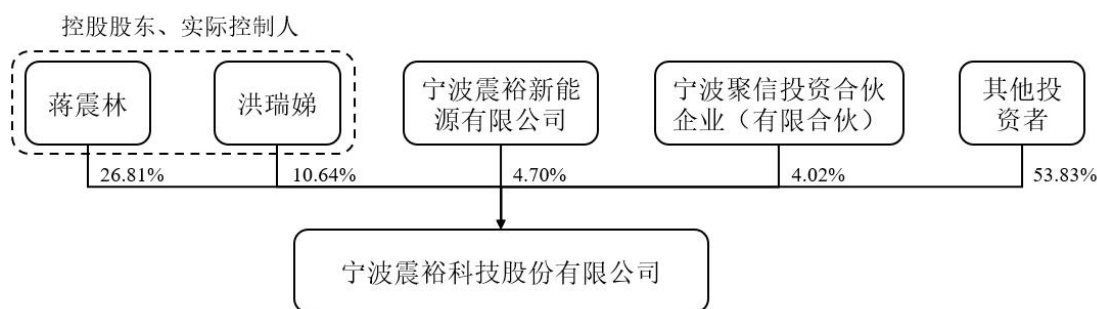 控股股东、实际控制人
蒋震林
洪瑞娣
宁波震裕新能
源有限公司
宁波聚信投资合伙
企业（有限合伙）
其他投
资者
26.81%
10.64%
4.70%
4.02%
53.83%
宁波震裕科技股份有限公司